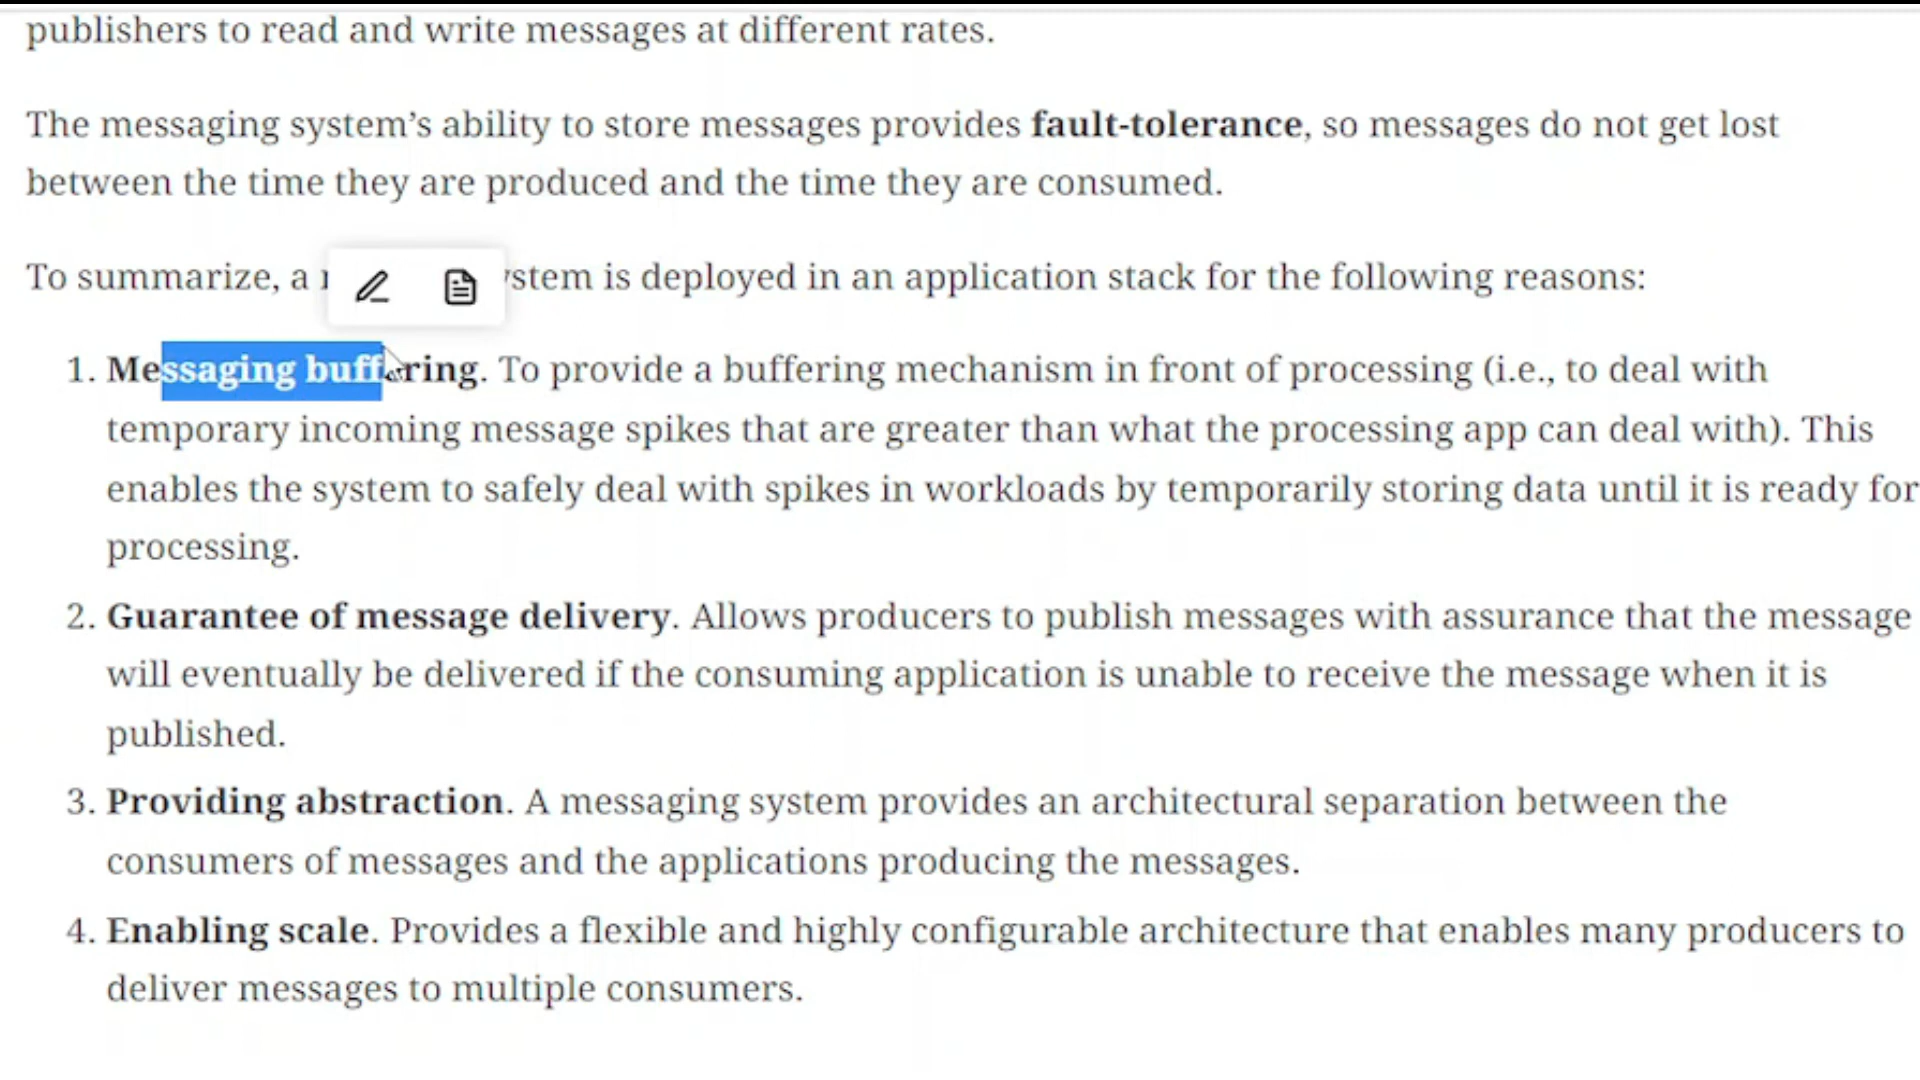 publishers to read and write messages at different rates.
The messaging system’s ability to store messages provides fault-tolerance, so messages do not get lost
between the time they are produced and the time they are consumed.
To summarize, a stem is deployed in an application stack for the following reasons:
1. Messaging buffering. To provide a buffering mechanism in front of processing (i.e., to deal with
temporary incoming message spikes that are greater than what the processing app can deal with). This
enables the system to safely deal with spikes in workloads by temporarily storing data until it is ready for
processing.
2. Guarantee of message delivery. Allows producers to publish messages with assurance that the message
will eventually be delivered if the consuming application is unable to receive the message when it is
published.
3. Providing abstraction. A messaging system provides an architectural separation between the
consumers of messages and the applications producing the messages.
4. Enabling scale. Provides a flexible and highly configurable architecture that enables many producers to
deliver messages to multiple consumers.